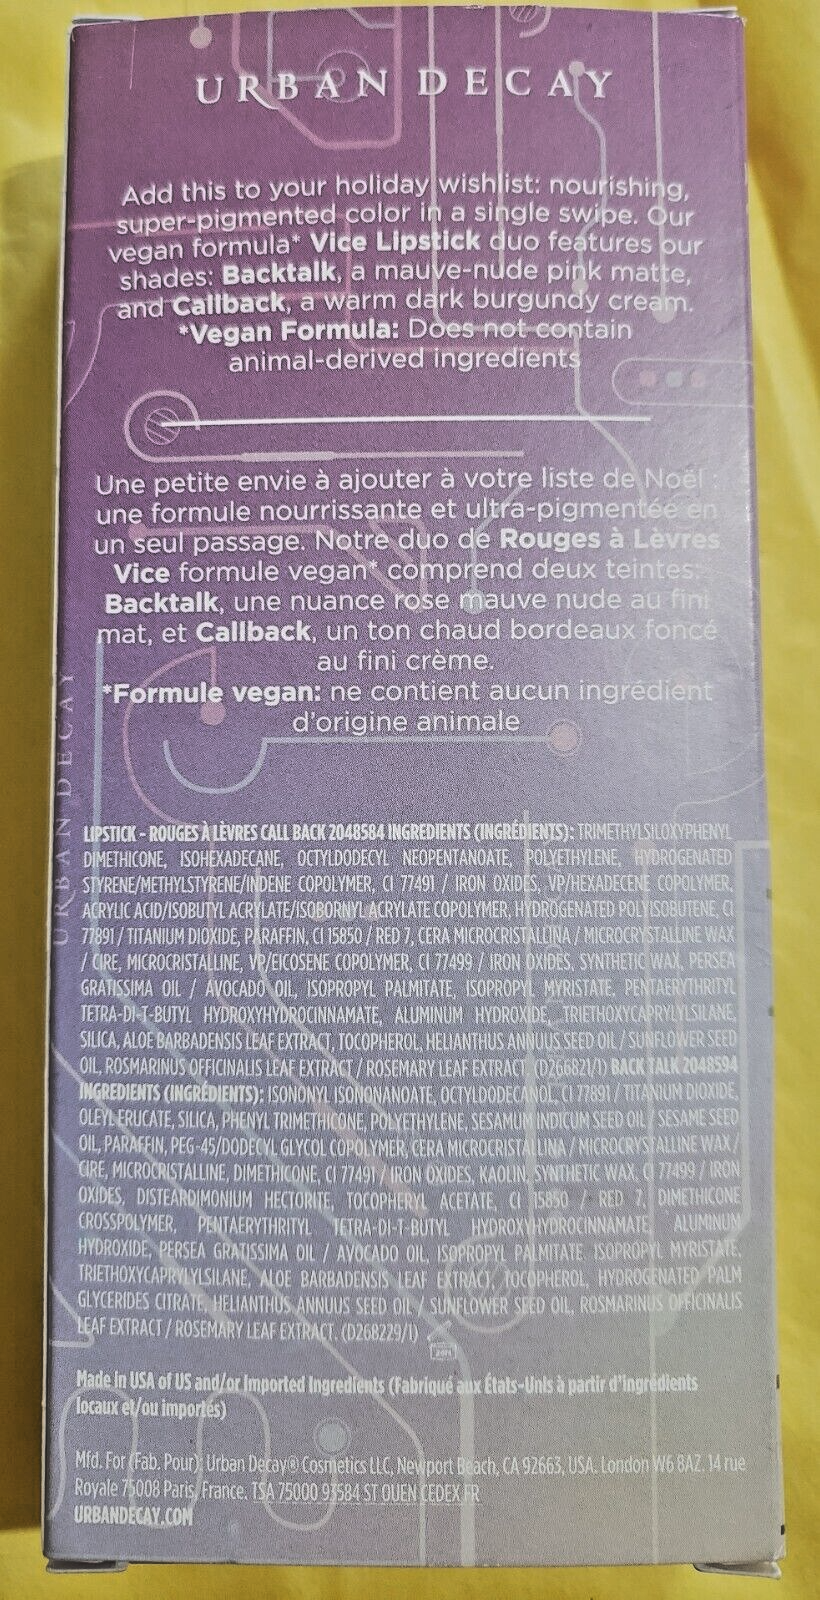 URBAN DECAY
Add this to your holiday wishlist: nourishing,
super-pigmented color in a single swipe. Our
vegan formula* Vice Lipstick duo features our
shades: Backtalk, a mauve-nude pink matte,
and Callback, a warm dark burgundy cream.
*Vegan Formula: Does not contain
animal-derived ingredients
Une petite envie à ajouter à votre liste de Noël :
une formule nourrissante et ultra-pigmentée en
un seul passage. Notre duo de Rouges à Lèvres
Vice formule vegan* comprend deux teintes:
Backtalk, une nuance rose mauve nude au fini
mat, et Callback, un ton chaud bordeaux foncé
au fini crème.
*Formule vegan: ne contient aucun ingrédient
d'origine animale
URBAN DECAY
LIPSTICK - ROUGES À LÈVRES CALL BACK 2048584 INGREDIENTS (INGRÉDIENTS): TRIMETHYLSILOXYPHENYL
DIMETHICONE, ISOHEXADECANE, OCTYLDODECYL NEOPENTANOATE, POLYETHYLENE, HYDROGENATED
STYRENE/METHYLSTYRENE/INDENE COPOLYMER, CI 77491 / IRON OXIDES, VP/HEXADECENE COPOLYMER,
ACRYLIC ACID/ISOBUTYL ACRYLATE/ISOBORNYL ACRYLATE COPOLYMER, HYDROGENATED POLYISOBUTENE, CI
77891 / TITANIUM DIOXIDE, PARAFFIN, CI 15850 / RED 7, CERA MICROCRISTALLINA / MICROCRYSTALLINE WAX
/ CIRE, MICROCRISTALLINE, VP/EICOSENE COPOLYMER, CI 77499 / IRON OXIDES, SYNTHETIC WAX, PERSEA
GRATISSIMA OIL / AVOCADO OIL, ISOPROPYL PALMITATE, ISOPROPYL MYRISTATE, PENTAERYTHRITYL
TETRA-DI-T-BUTYL HYDROXYHYDROCINNAMATE, ALUMINUM HYDROXIDE, TRIETHOXYCAPRYLYLSILANE,
SILICA, ALOE BARBADENSIS LEAF EXTRACT, TOCOPHEROL, HELIANTHUS ANNUUS SEED OIL / SUNFLOWER SEED
OIL, ROSMARINUS OFFICINALIS LEAF EXTRACT / ROSEMARY LEAF EXTRACT. (D266821/1) BACK TALK 2048594
INGREDIENTS (INGRÉDIENTS): ISONONYL ISONONANOATE, OCTYLDODECANOL, CI 77891 / TITANIUM DIOXIDE,
OLEYL ERUCATE, SILICA, PHENYL TRIMETHICONE, POLYETHYLENE, SESAMUM INDICUM SEED OIL / SESAME SEED
OIL, PARAFFIN, PEG-45/DODECYL GLYCOL COPOLYMER, CERA MICROCRISTALLINA / MICROCRYSTALLINE WAX /
CIRE, MICROCRISTALLINE, DIMETHICONE, CI 77491 / IRON OXIDES, KAOLIN, SYNTHETIC WAX, CI 77499 / IRON
OXIDES, DISTEARDIMONIUM HECTORITE, TOCOPHERYL ACETATE, CI 15850 / RED 7, DIMETHICONE
CROSSPOLYMER, PENTAERYTHRITYL TETRA-DI-T-BUTYL HYDROXYHYDROCINNAMATE, ALUMINUM
HYDROXIDE, PERSEA GRATISSIMA OIL / AVOCADO OIL, ISOPROPYL PALMITATE, ISOPROPYL MYRISTATE,
TRIETHOXYCAPRYLYLSILANE, ALOE BARBADENSIS LEAF EXTRACT, TOCOPHEROL, HYDROGENATED PALM
GLYCERIDES CITRATE, HELIANTHUS ANNUUS SEED OIL / SUNFLOWER SEED OIL, ROSMARINUS OFFICINALIS
LEAF EXTRACT / ROSEMARY LEAF EXTRACT. (D268229/1)
24M
Made in USA of US and/or Imported Ingredients (Fabriqué aux États-Unis à partir d'ingrédients
locaux et/ou importés)
Mfd. For (Fab. Pour): Urban Decay® Cosmetics LLC, Newport Beach, CA 92663, USA. London W6 8AZ. 14 rue
Royale 75008 Paris, France. TSA 75000 93584 ST OUEN CEDEX FR
URBANDECAY.COM